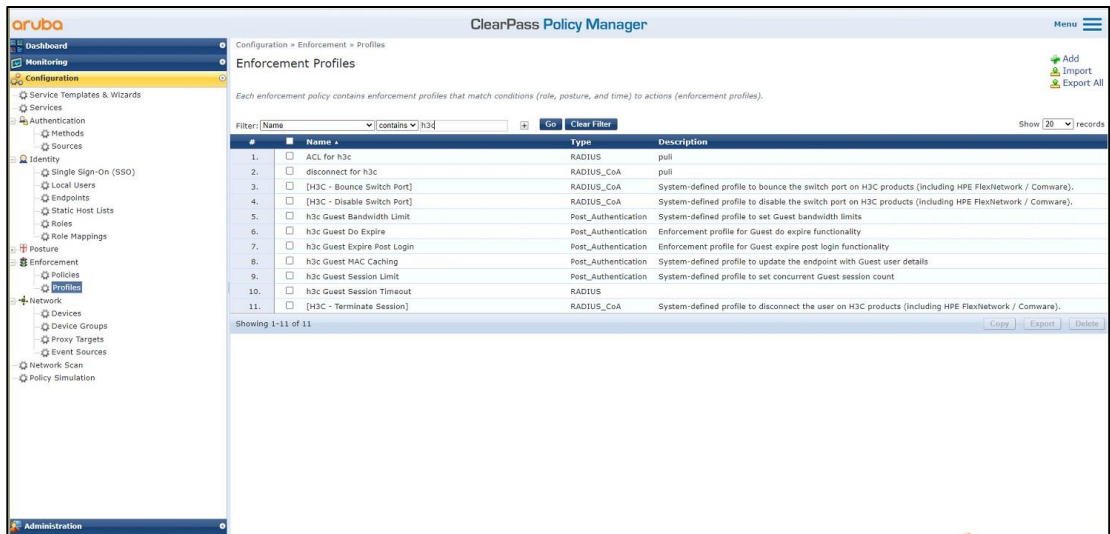 aruba
ClearPass Policy Manager
Menu
Dashboard
Monitoring
Configuration
Service Templates & Wizards
Services
Authentication
Methods
Sources
Identity
Single Sign-On (SSO)
Local Users
Endpoints
Static Host Lists
Roles
Role Mappings
Posture
Enforcement
Policies
Profiles
Network
Devices
Device Groups
Proxy Targets
Event Sources
Network Scan
Policy Simulation
Administration
Configuration » Enforcement » Profiles
Enforcement Profiles
Add
Import
Export All
Each enforcement policy contains enforcement profiles that match conditions (role, posture, and time) to actions (enforcement profiles).
Filter: Name contains h3c + Go Clear Filter Show 20 records
# Name Type Description
1. ACL for h3c RADIUS puli
2. disconnect for h3c RADIUS_CoA puli
3. [H3C - Bounce Switch Port] RADIUS_CoA System-defined profile to bounce the switch port on H3C products (including HPE FlexNetwork / Comware).
4. [H3C - Disable Switch Port] RADIUS_CoA System-defined profile to disable the switch port on H3C products (including HPE FlexNetwork / Comware).
5. h3c Guest Bandwidth Limit Post_Authentication System-defined profile to set Guest bandwidth limits
6. h3c Guest Do Expire Post_Authentication Enforcement profile for Guest do expire functionality
7. h3c Guest Expire Post Login Post_Authentication Enforcement profile for Guest expire post login functionality
8. h3c Guest MAC Caching Post_Authentication System-defined profile to update the endpoint with Guest user details
9. h3c Guest Session Limit Post_Authentication System-defined profile to set concurrent Guest session count
10. h3c Guest Session Timeout RADIUS
11. [H3C - Terminate Session] RADIUS_CoA System-defined profile to disconnect the user on H3C products (including HPE FlexNetwork / Comware).
Showing 1-11 of 11 Copy Export Delete